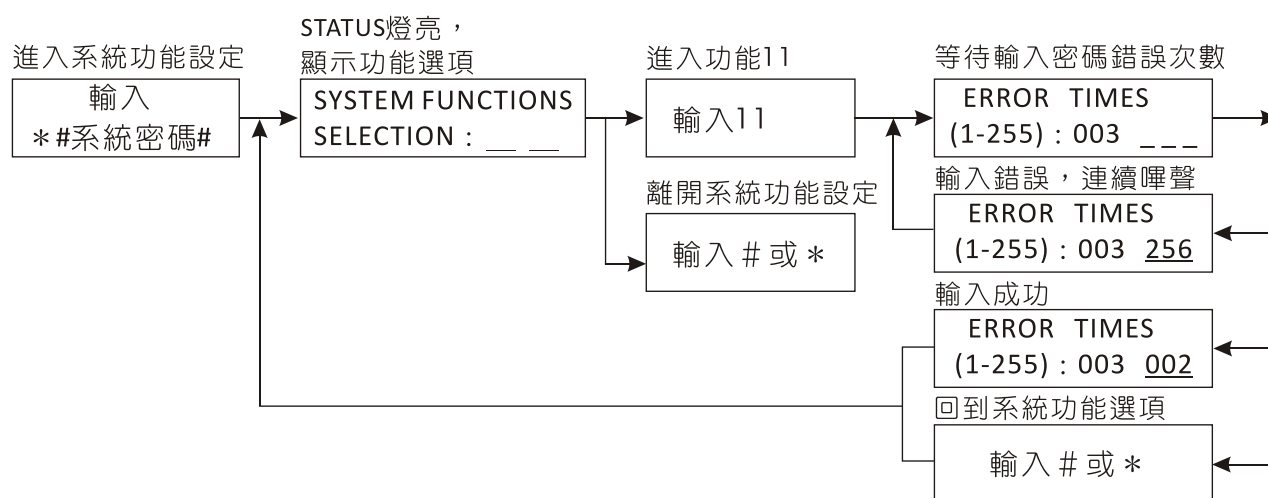 進入系統功能設定
輸入
＊#系統密碼#
STATUS燈亮，
顯示功能選項
SYSTEM FUNCTIONS
SELECTION：__ __
進入功能11
輸入11
離開系統功能設定
輸入＃或＊
等待輸入密碼錯誤次數
ERROR TIMES
(1-255)：003 _ _ _
輸入錯誤，連續嗶聲
ERROR TIMES
(1-255)：003 256
輸入成功
ERROR TIMES
(1-255)：003 002
回到系統功能選項
輸入＃或＊